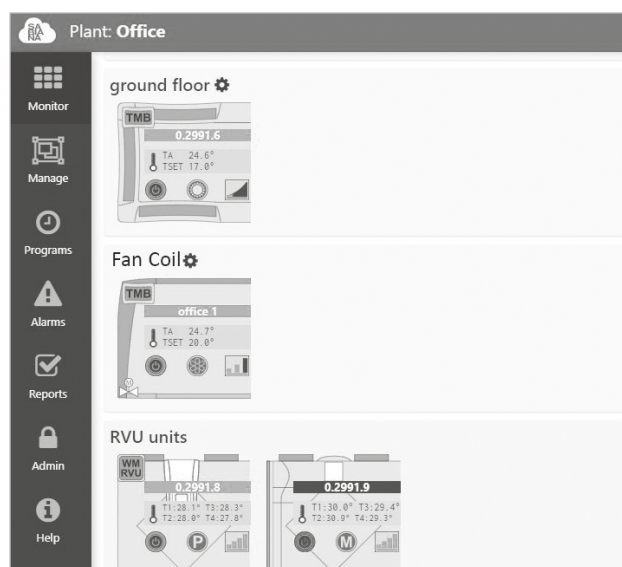 SABIANA
Plant: Office
Monitor
Manage
Programs
Alarms
Reports
Admin
Help
ground floor
TMB
0.2991.6
TA 24.6°
TSET 17.0°
Fan Coil
TMB
office 1
TA 24.7°
TSET 20.0°
M
RVU units
WM
RVU
0.2991.8
T1:28.1° T3:28.3°
T2:28.0° T4:27.8°
P
0.2991.9
T1:30.0° T3:29.4°
T2:30.9° T4:29.3°
M